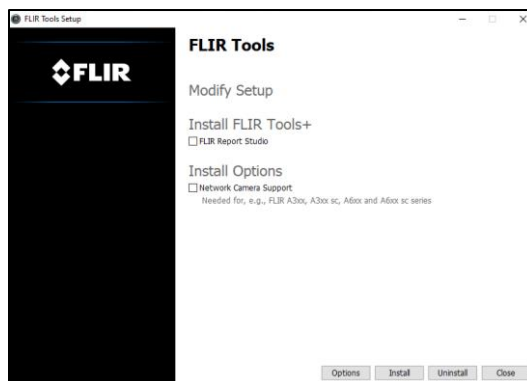 FLIR Tools Setup
FLIR
FLIR Tools
Modify Setup
Install FLIR Tools+
FLIR Report Studio
Install Options
Network Camera Support
Needed for, e.g., FLIR A3xx, A3xx sc, A6xx and A6xx sc series
Options Install Uninstall Close